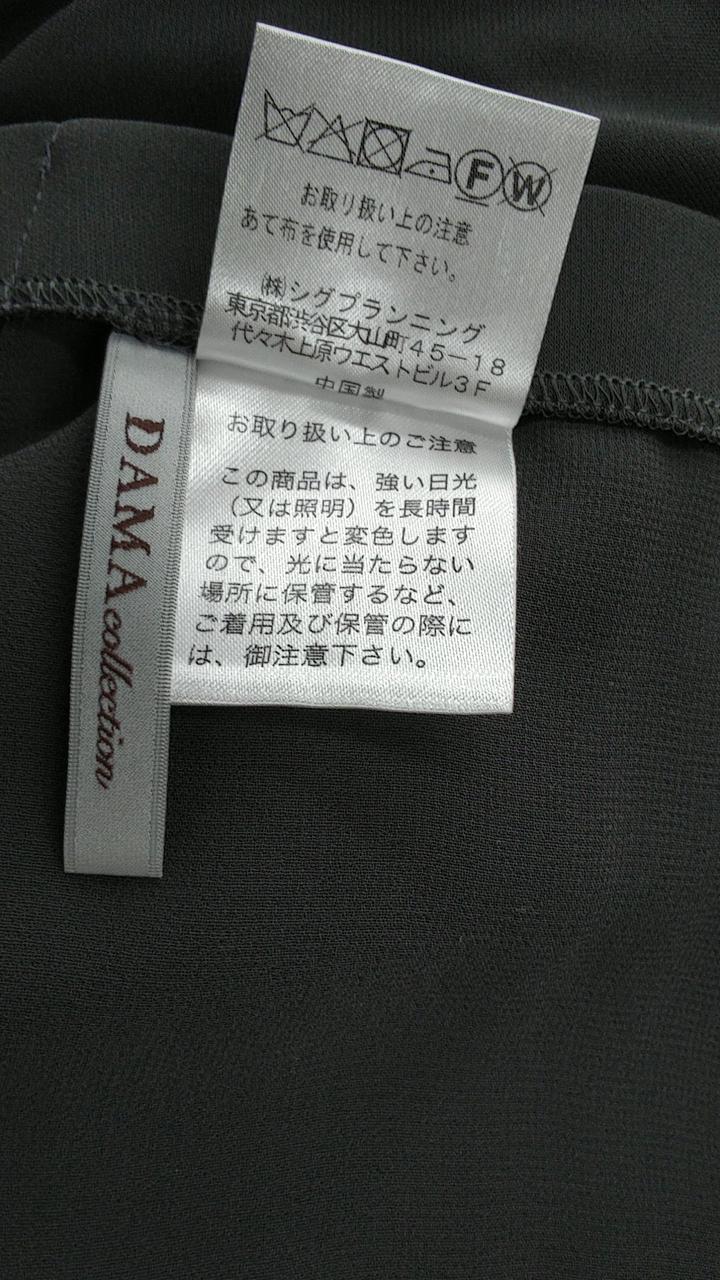 F W
お取り扱い上の注意
あて布を使用して下さい。
㈱シグプランニング
東京都渋谷区大山町45-18
代々木上原ウエストビル3F
中国製
お取り扱い上のご注意
この商品は、強い日光
(又は照明)を長時間
受けますと変色します
ので、光に当たらない
場所に保管するなど、
ご着用及び保管の際に
は、御注意下さい。
DAMAcollection